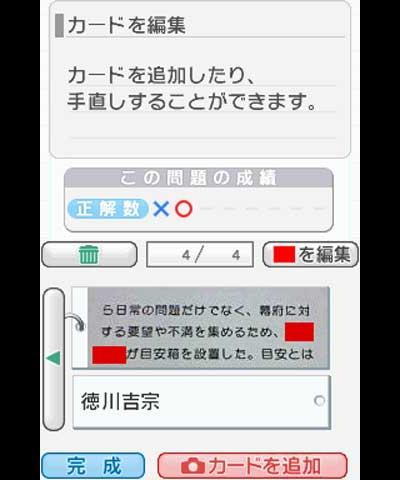 カードを編集
カードを追加したり、
手直しすることができます。
この問題の成績
正解数
4/ 4
を編集
ら日常の問題だけでなく、幕府に対
する要望や不満を集めるため、
が目安箱を設置した。目安とは
徳川吉宗
完成
カードを追加